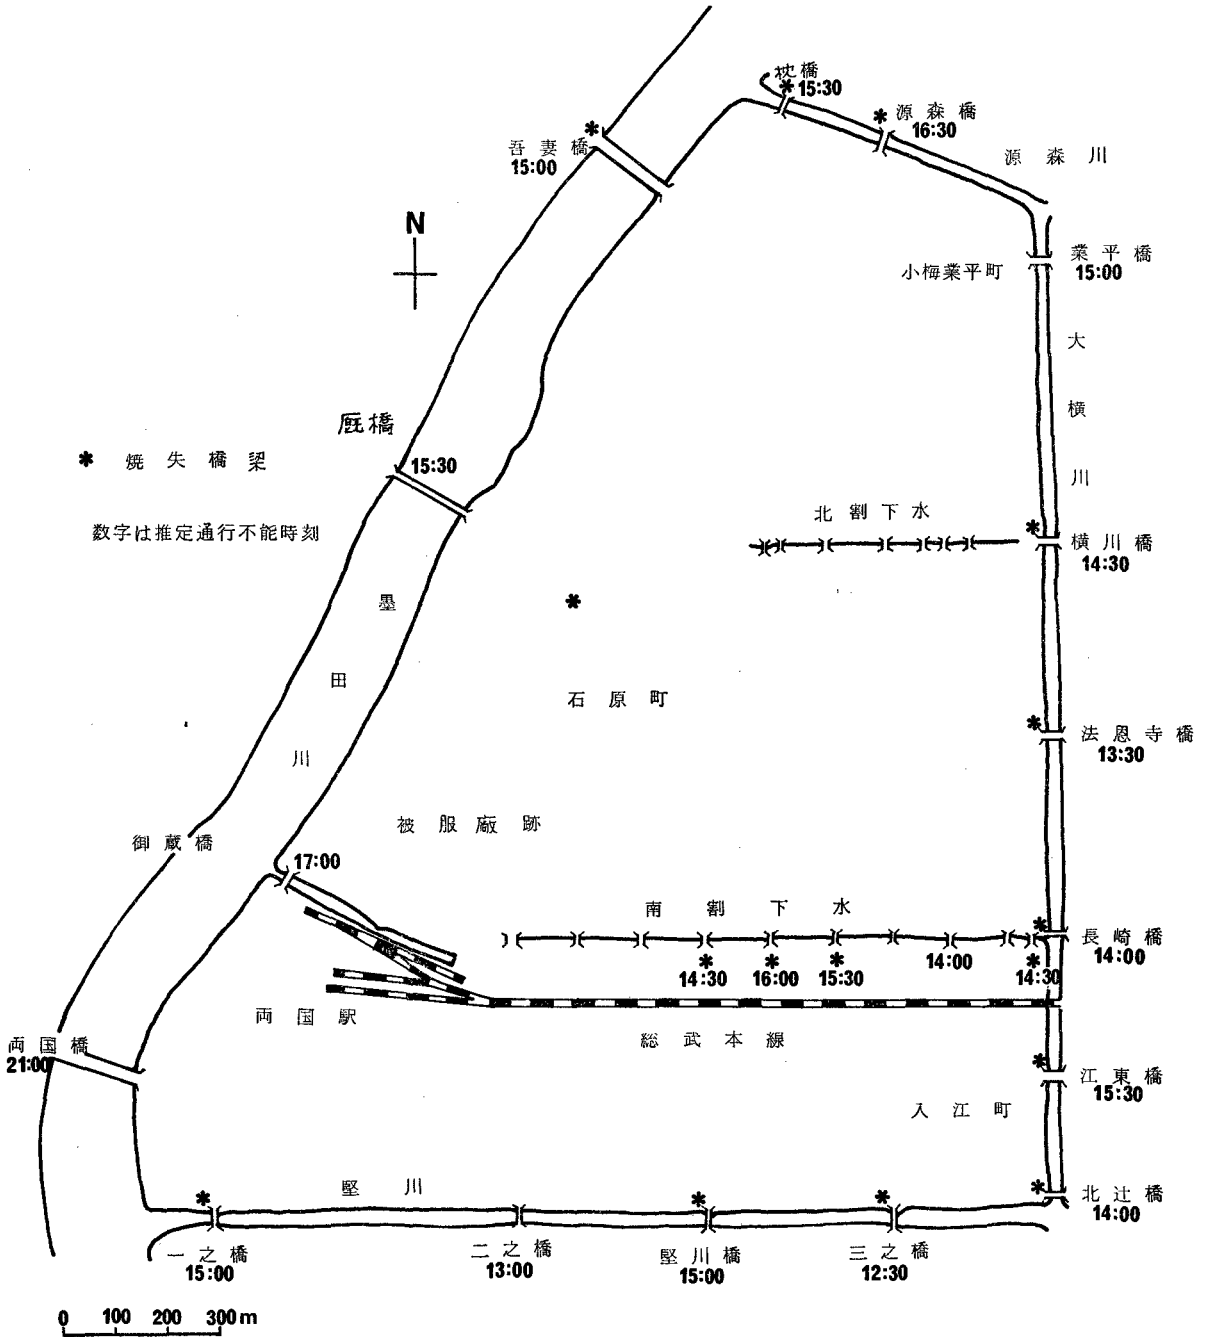 枕橋
* 15:30
* 源森橋
16:30
源森川
* 吾妻橋
15:00
N
小梅業平町
業平橋
15:00
大横川
厩橋
15:30
* 焼失橋梁
数字は推定通行不能時刻
北割下水
* 横川橋
14:30
墨田川
*
石原町
* 法恩寺橋
13:30
御蔵橋
17:00
被服廠跡
南割下水
* 長崎橋
14:00
* 14:30
* 16:00
* 15:30
14:00
* 14:30
両国駅
総武本線
両国橋
21:00
* 江東橋
15:30
入江町
竪川
* 北辻橋
14:00
* 一之橋
15:00
二之橋
13:00
* 竪川橋
15:00
* 三之橋
12:30
0 100 200 300m